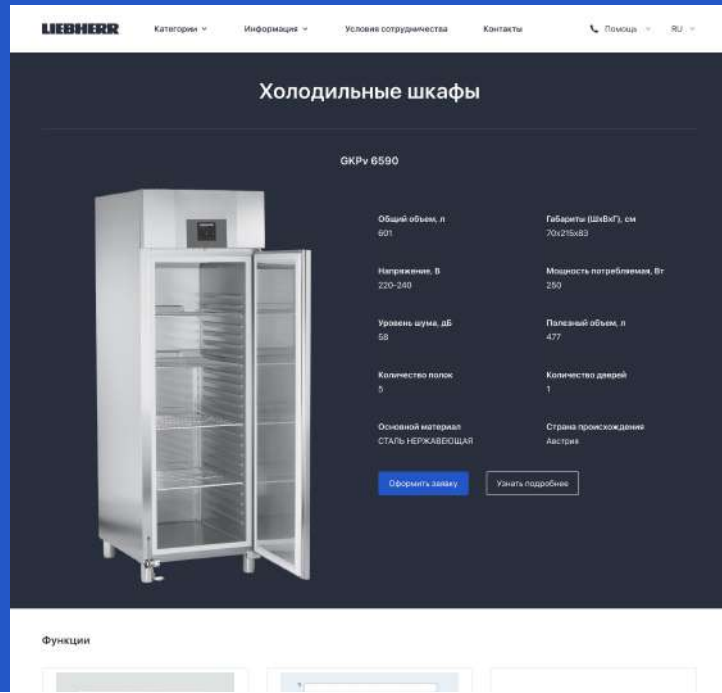 LIEBHERR Категории Информация Условия сотрудничества Контакты Помощь RU
Холодильные шкафы
GKPv 6590
Общий объем, л
601
Габариты (ШхВхГ), см
70х215х83
Напряжение, В
220-240
Мощность потребляемая, Вт
250
Уровень шума, дБ
58
Полезный объем, л
477
Количество полок
5
Количество дверей
1
Основной материал
СТАЛЬ НЕРЖАВЕЮЩАЯ
Страна происхождения
Австрия
Оформить заявку
Узнать подробнее
Функции